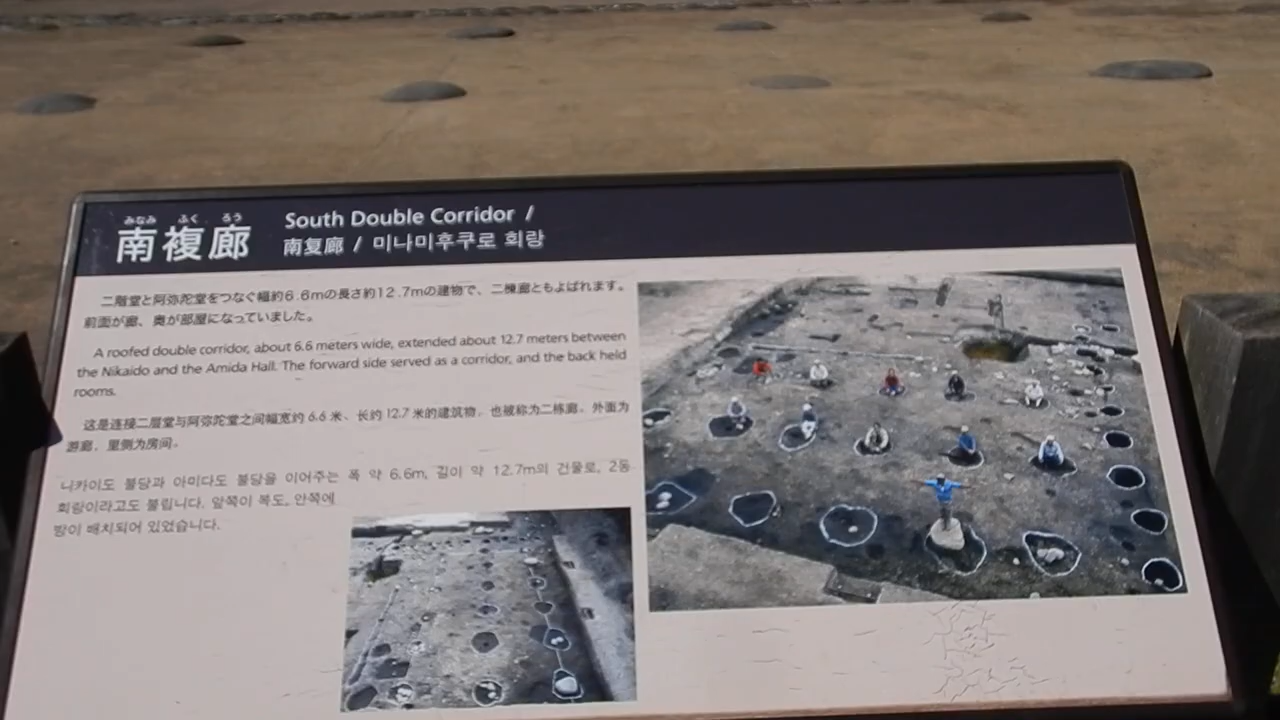 みなみ ふく ろう
南複廊
South Double Corridor /
南复廊 / 미나미후쿠로 회랑
二階堂と阿弥陀堂をつなぐ幅約6.6mの長さ約12.7mの建物で、二棟廊ともよばれます。
前面が廊、奥が部屋になっていました。
A roofed double corridor, about 6.6 meters wide, extended about 12.7 meters between
the Nikaido and the Amida Hall. The forward side served as a corridor, and the back held
rooms.
这是连接二层堂与阿弥陀堂之间幅宽约 6.6 米、长约 12.7 米的建筑物，也被称为二栋廊。外面为
游廊，里侧为房间。
니카이도 불당과 아미다도 불당을 이어주는 폭 약 6.6m, 길이 약 12.7m의 건물로, 2동
회랑이라고도 불립니다. 앞쪽이 복도, 안쪽에
방이 배치되어 있었습니다.